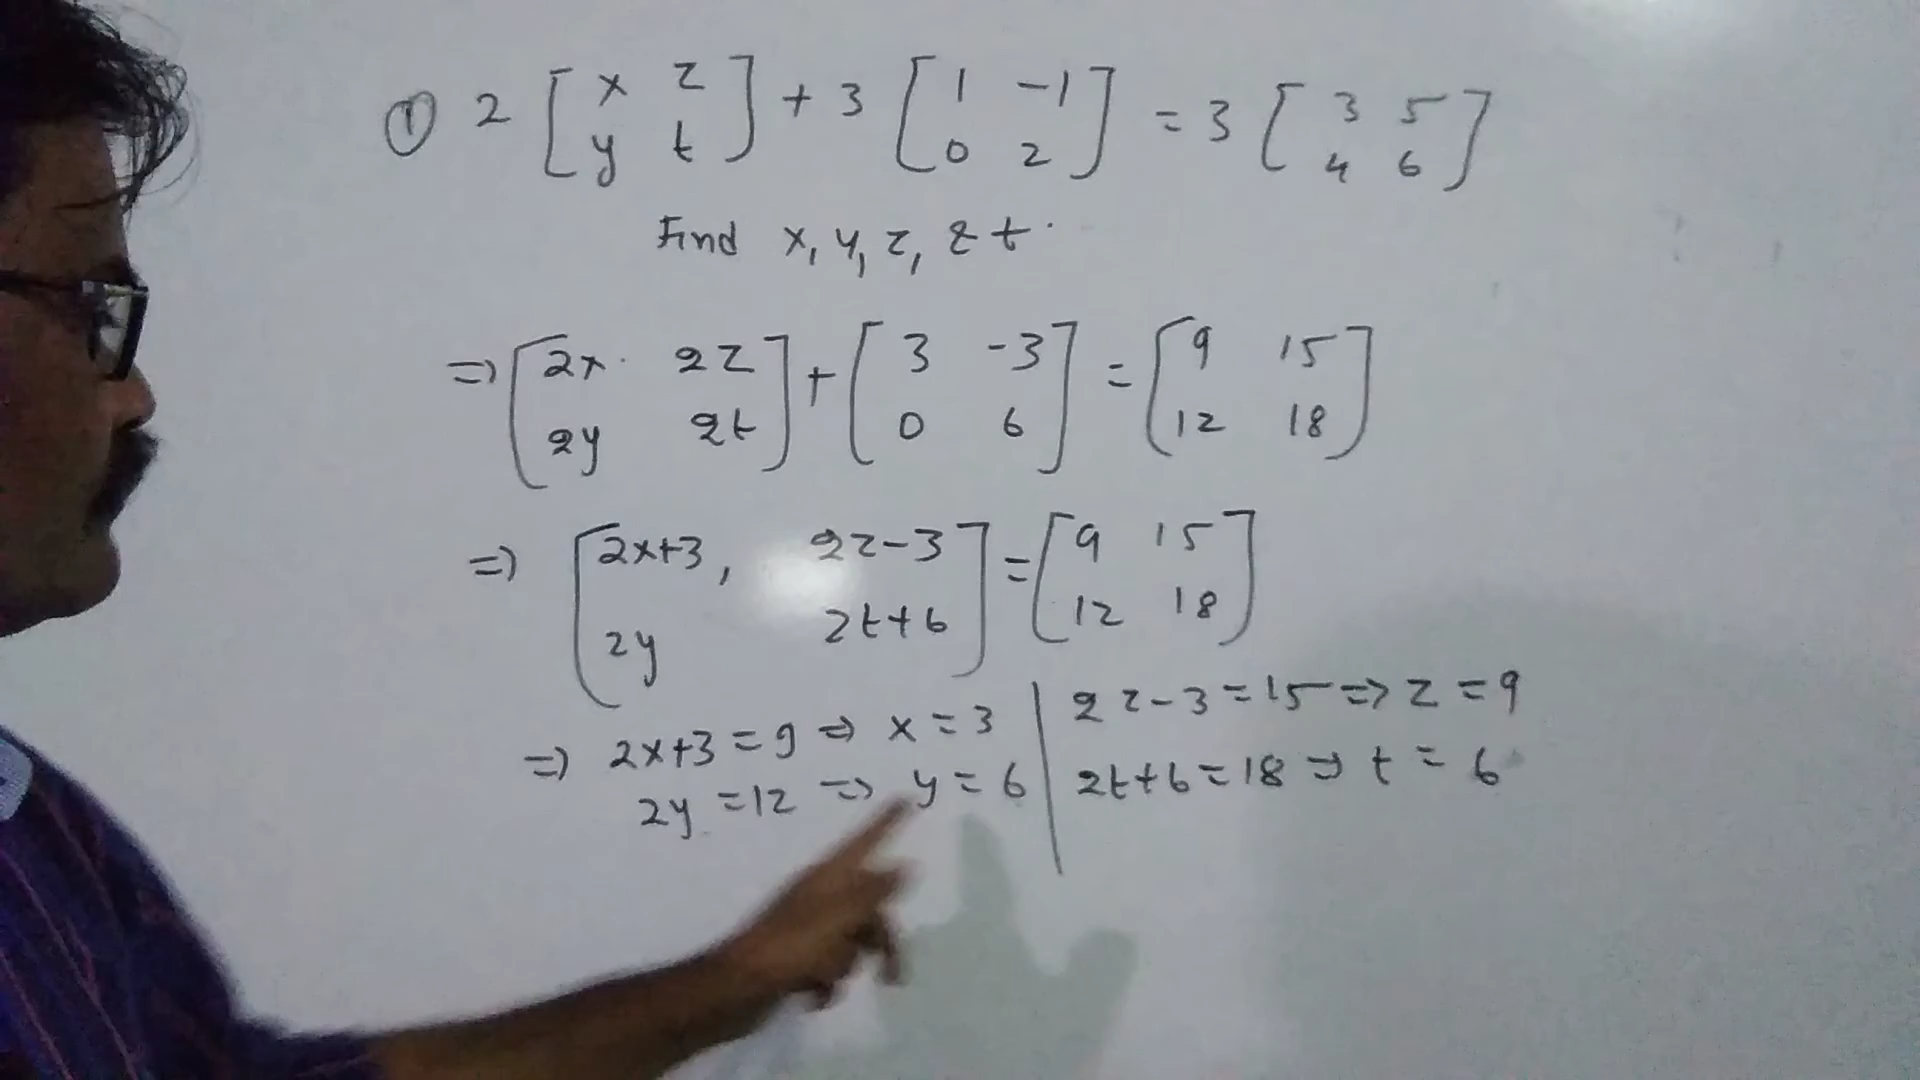 ① 2 [ x z ] + 3 [ 1 -1 ] = 3 [ 3 5 ]
y t 0 2 4 6
Find x, y, z, & t.
⇒ [ 2x. 2z ] + [ 3 -3 ] = [ 9 15 ]
2y 2t 0 6 12 18
⇒ [ 2x+3, 2z-3 ] = [ 9 15 ]
2y 2t+6 12 18
⇒ 2x+3 = 9 ⇒ x = 3
2y = 12 ⇒ y = 6
2z-3 = 15 ⇒ z = 9
2t+6 = 18 ⇒ t = 6